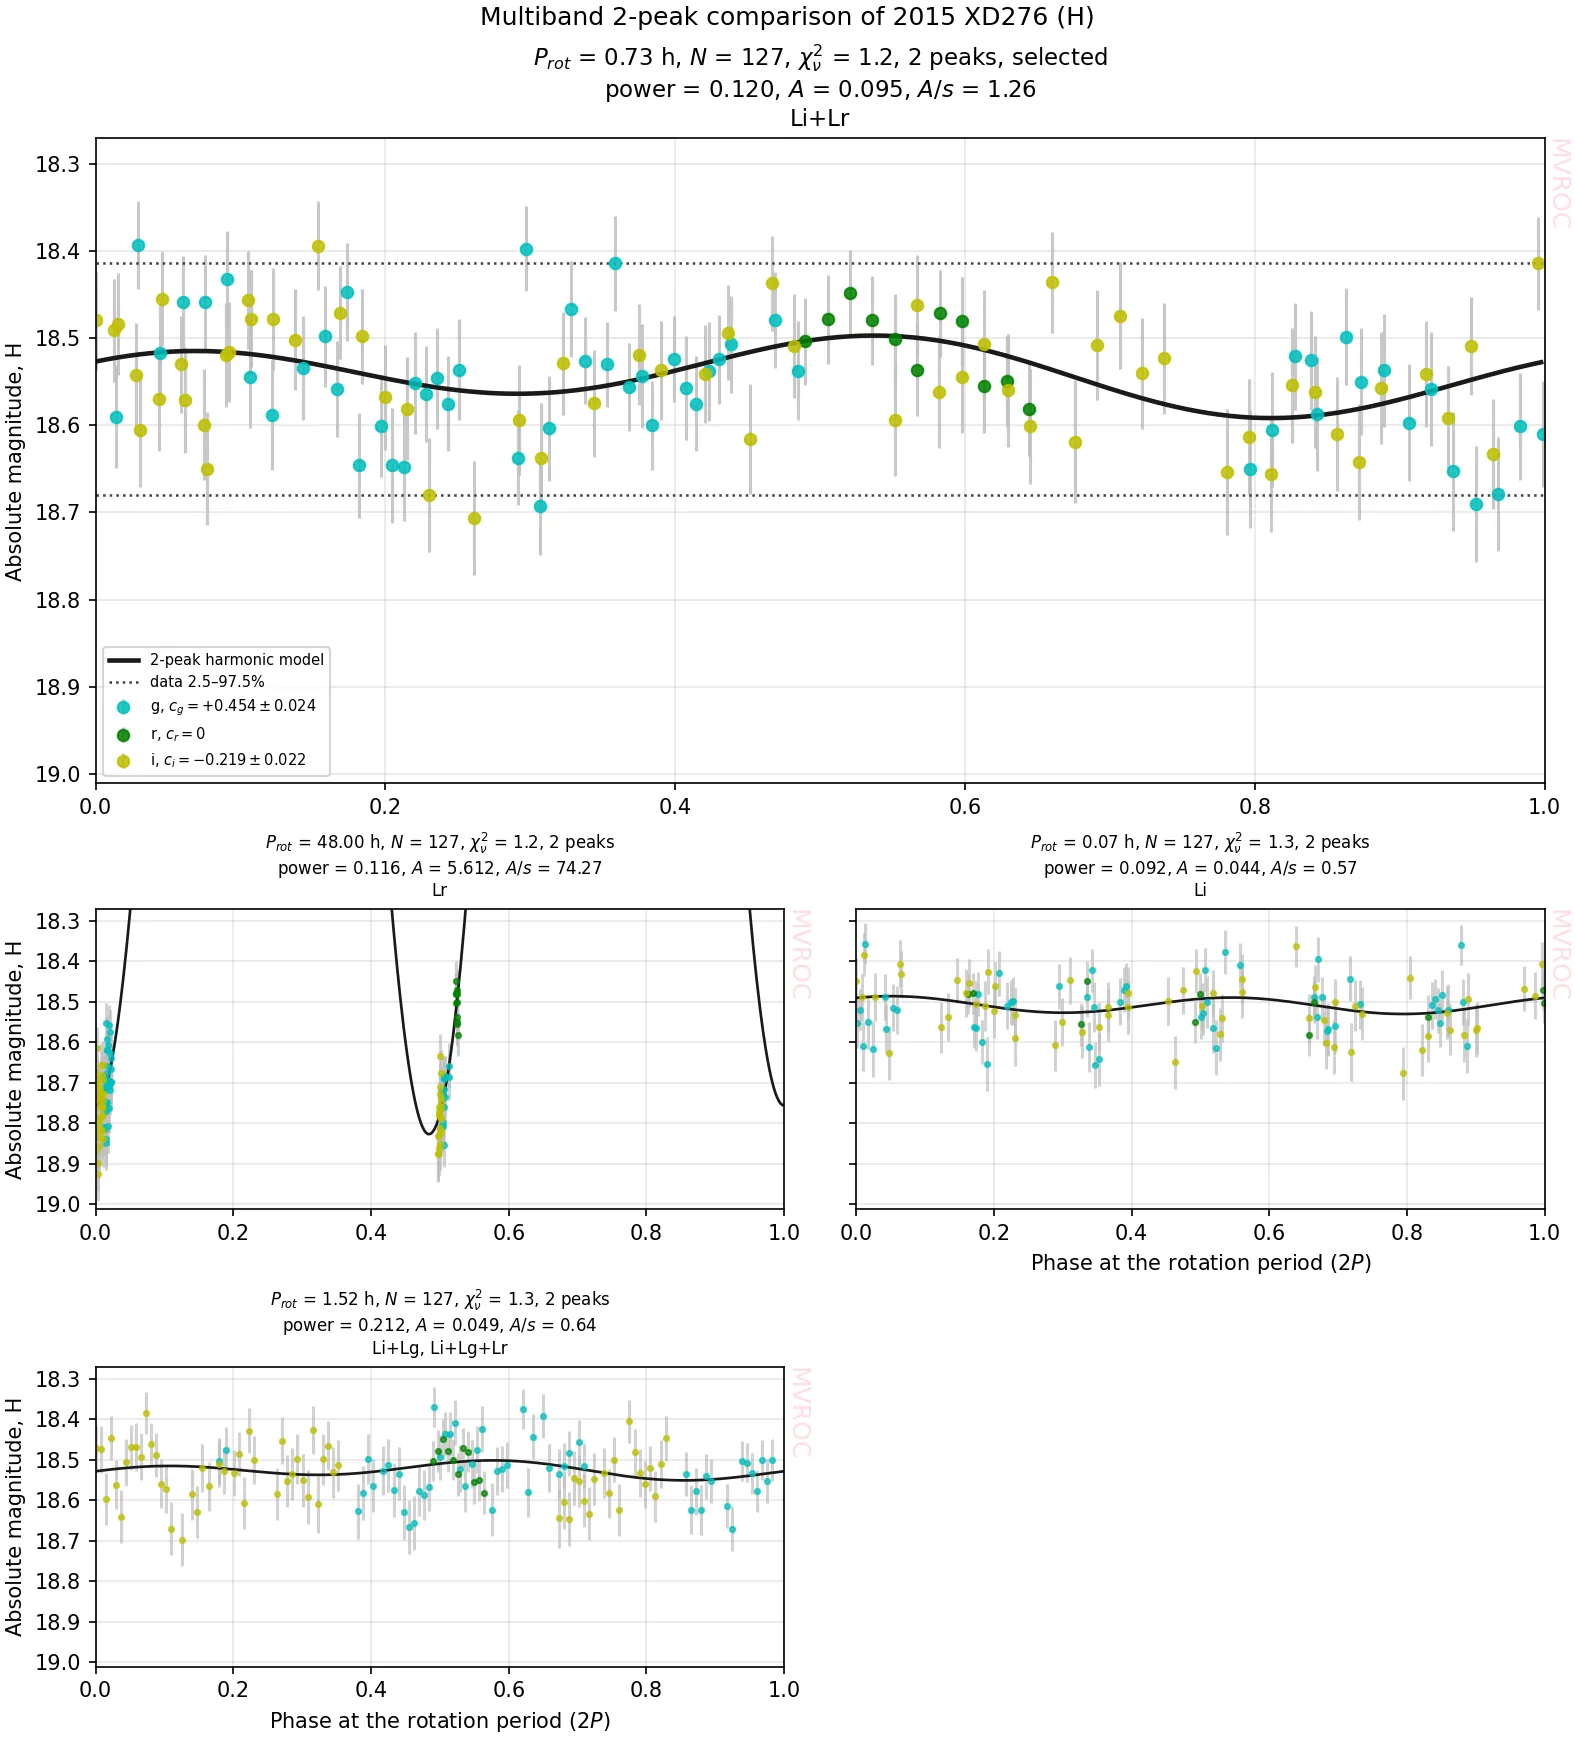 Multiband 2-peak comparison of 2015 XD276 (H)
P_rot = 0.73 h, N = 127, χ²_ν = 1.2, 2 peaks, selected
power = 0.120, A = 0.095, A/s = 1.26
Li+Lr
MVROC
Absolute magnitude, H
18.3
18.4
18.5
18.6
18.7
18.8
18.9
19.0
2-peak harmonic model
data 2.5–97.5%
g, c_g = +0.454 ± 0.024
r, c_r = 0
i, c_i = −0.219 ± 0.022
0.0 0.2 0.4 0.6 0.8 1.0
P_rot = 48.00 h, N = 127, χ²_ν = 1.2, 2 peaks
power = 0.116, A = 5.612, A/s = 74.27
Lr
MVROC
Absolute magnitude, H
18.3
18.4
18.5
18.6
18.7
18.8
18.9
19.0
0.0 0.2 0.4 0.6 0.8 1.0
P_rot = 0.07 h, N = 127, χ²_ν = 1.3, 2 peaks
power = 0.092, A = 0.044, A/s = 0.57
Li
MVROC
0.0 0.2 0.4 0.6 0.8 1.0
Phase at the rotation period (2P)
P_rot = 1.52 h, N = 127, χ²_ν = 1.3, 2 peaks
power = 0.212, A = 0.049, A/s = 0.64
Li+Lg, Li+Lg+Lr
MVROC
Absolute magnitude, H
18.3
18.4
18.5
18.6
18.7
18.8
18.9
19.0
0.0 0.2 0.4 0.6 0.8 1.0
Phase at the rotation period (2P)